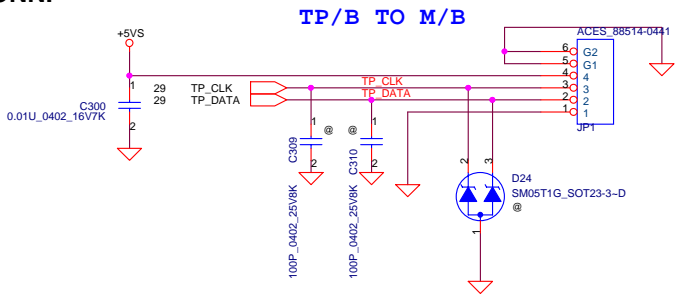 TP/B TO M/B
+5VS
ACES_88514-0441
6 G2
5 G1
4 4
3 3
2 2
1 1
JP1
1
C300
0.01U_0402_16V7K
2
29 TP_CLK TP_CLK
29 TP_DATA TP_DATA
1 @
C309
2
100P_0402_25V8K
1 @
C310
2
100P_0402_25V8K
2 3
D24
SM05T1G_SOT23-3~D
@
1